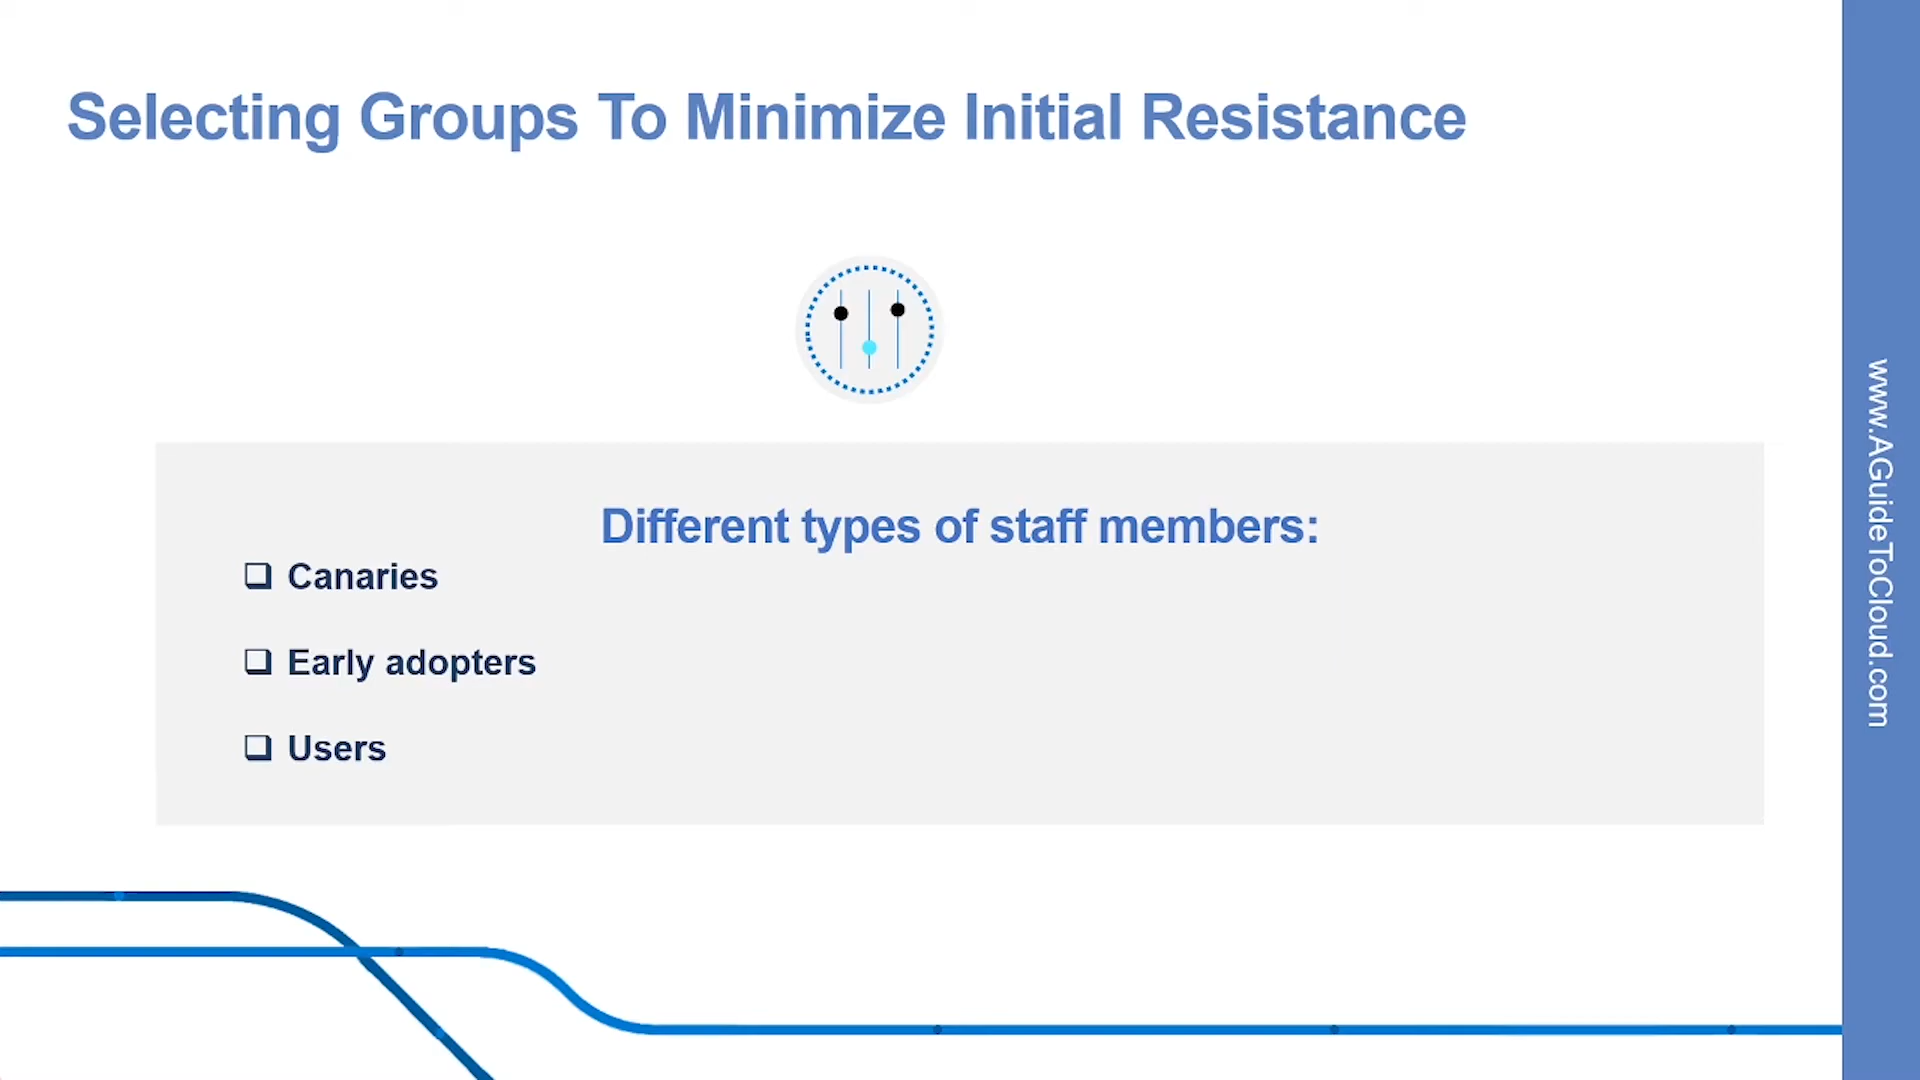 Selecting Groups To Minimize Initial Resistance
Different types of staff members:
❑ Canaries
❑ Early adopters
❑ Users
www.AGuideToCloud.com